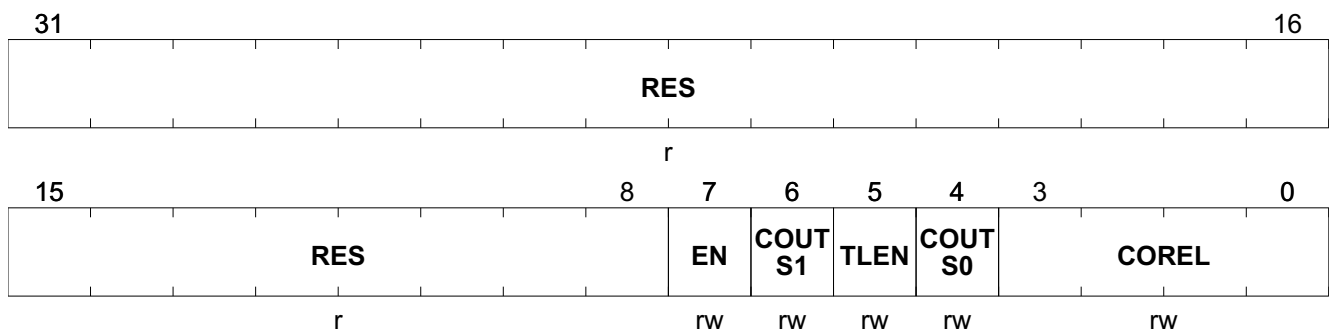 31 16
RES
r
15 8 7 6 5 4 3 0
RES EN COUT S1 TLEN COUT S0 COREL
r rw rw rw rw rw